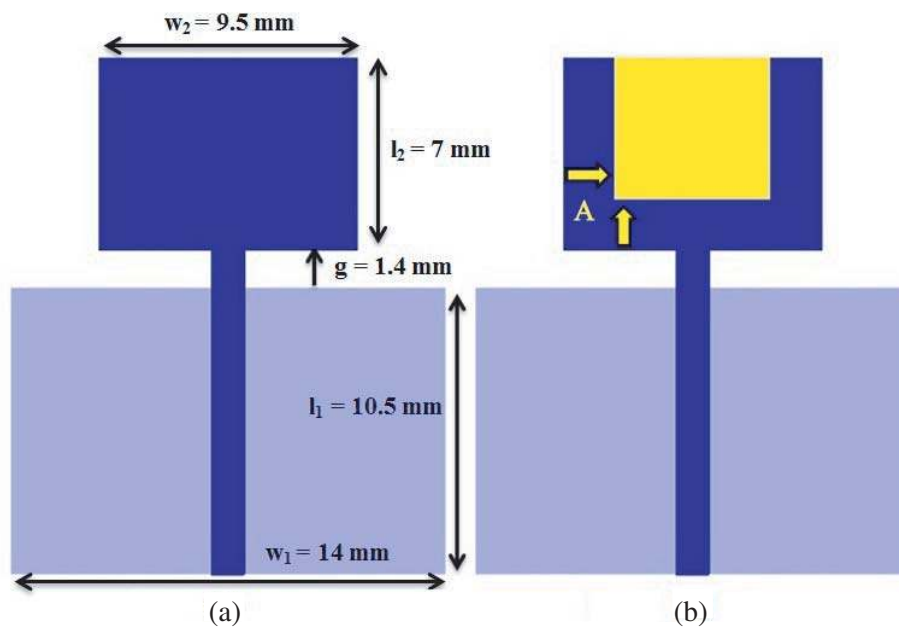 w₂ = 9.5 mm
l₂ = 7 mm
A
g = 1.4 mm
l₁ = 10.5 mm
w₁ = 14 mm
(a)
(b)